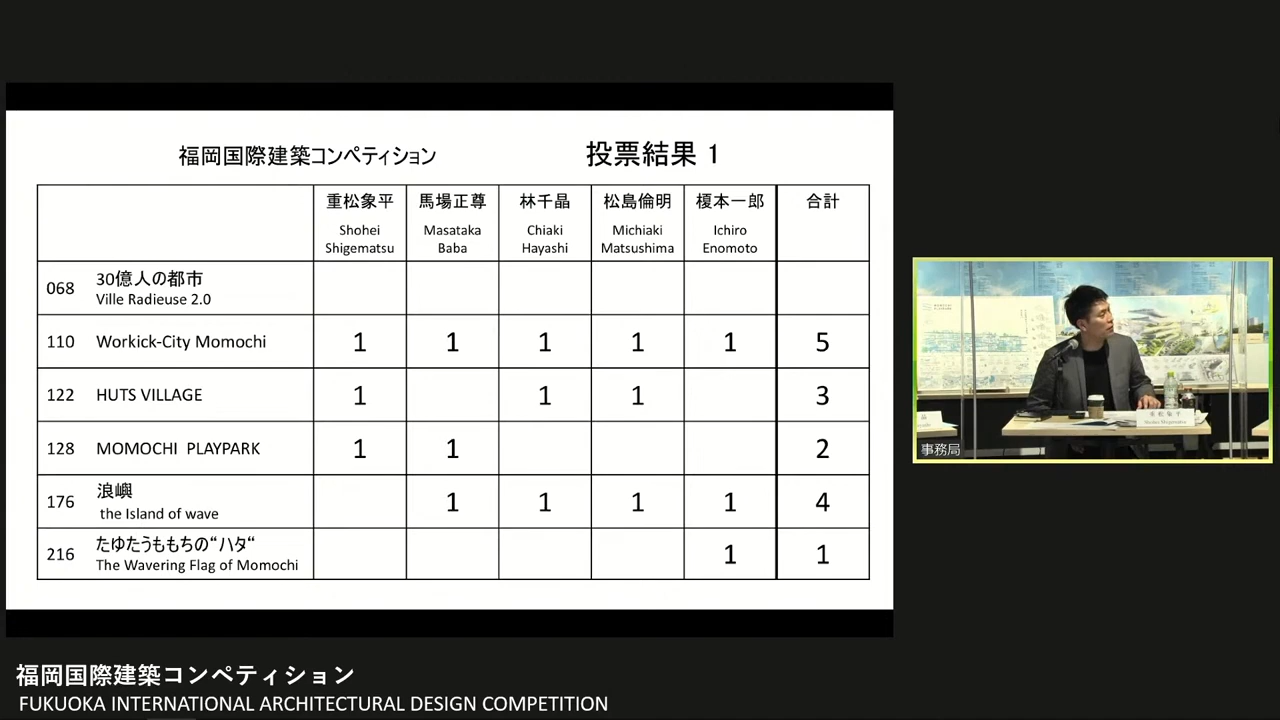 福岡国際建築コンペティション
投票結果 1
重松象平 馬場正尊 林千晶 松島倫明 榎本一郎 合計
Shohei Masataka Chiaki Michiaki Ichiro
Shigematsu Baba Hayashi Matsushima Enomoto
068 30億人の都市
Ville Radieuse 2.0
110 Workick-City Momochi 1 1 1 1 1 5
122 HUTS VILLAGE 1 1 1 3
128 MOMOCHI PLAYPARK 1 1 2
176 浪嶼
the Island of wave 1 1 1 1 4
216 たゆたうももちの“ハタ“
The Wavering Flag of Momochi 1 1
事務局
重松象平
福岡国際建築コンペティション
FUKUOKA INTERNATIONAL ARCHITECTURAL DESIGN COMPETITION